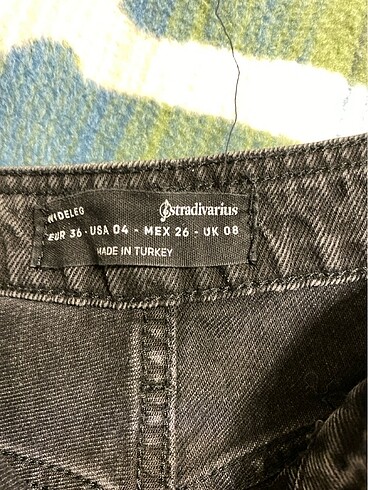 WIDELEG stradivarius
EUR 36 - USA 04 - MEX 26 - UK 08
MADE IN TURKEY